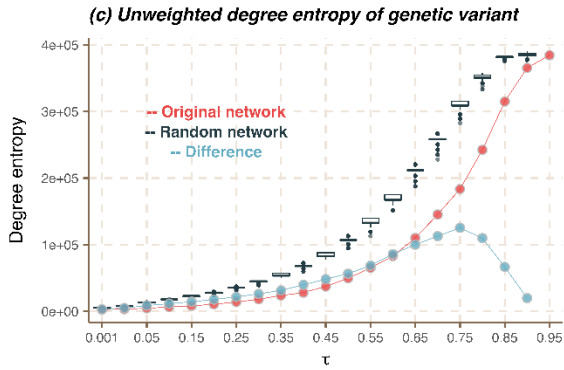 (c) Unweighted degree entropy of genetic variant
4e+05
3e+05
2e+05
1e+05
0e+00
Degree entropy
-- Original network
-- Random network
-- Difference
0.001 0.05 0.15 0.25 0.35 0.45 0.55 0.65 0.75 0.85 0.95
τ